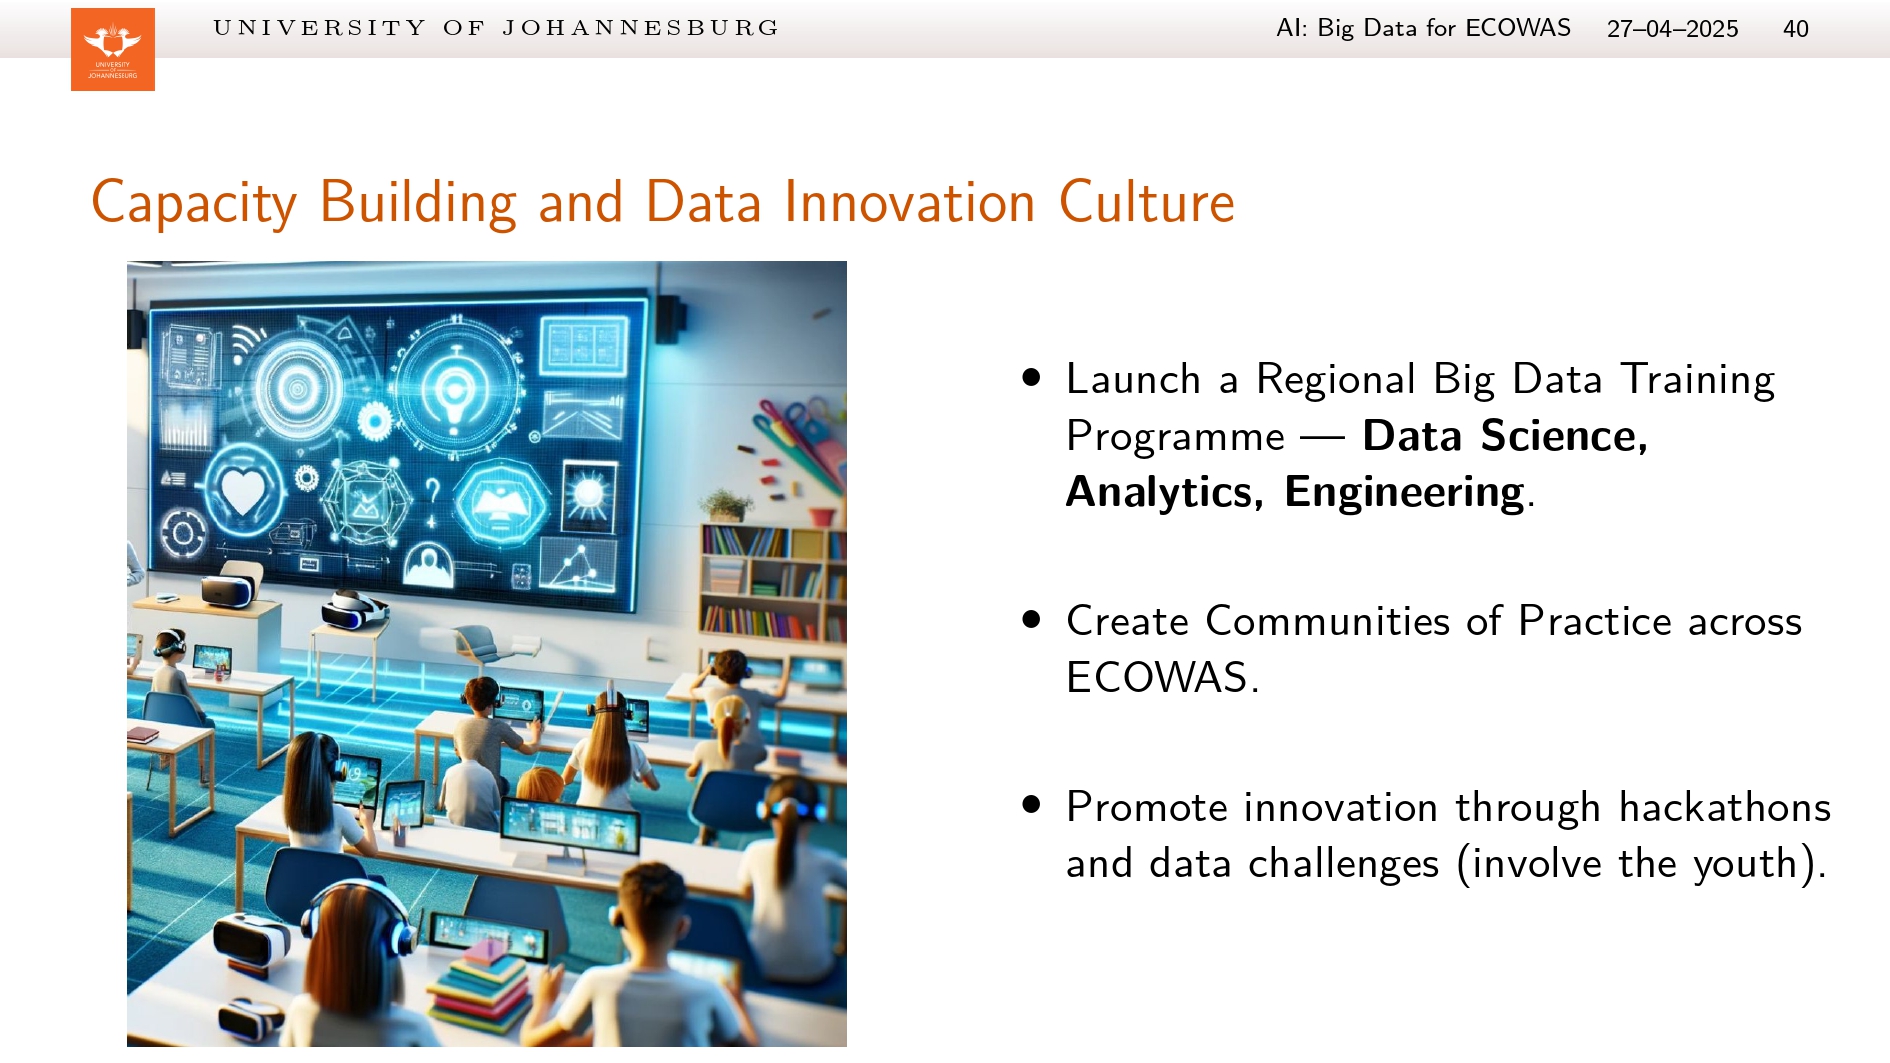 UNIVERSITY OF JOHANNESBURG
AI: Big Data for ECOWAS 27–04–2025 40
UNIVERSITY
OF
JOHANNESBURG
Capacity Building and Data Innovation Culture
• Launch a Regional Big Data Training
Programme — Data Science,
Analytics, Engineering.
• Create Communities of Practice across
ECOWAS.
• Promote innovation through hackathons
and data challenges (involve the youth).